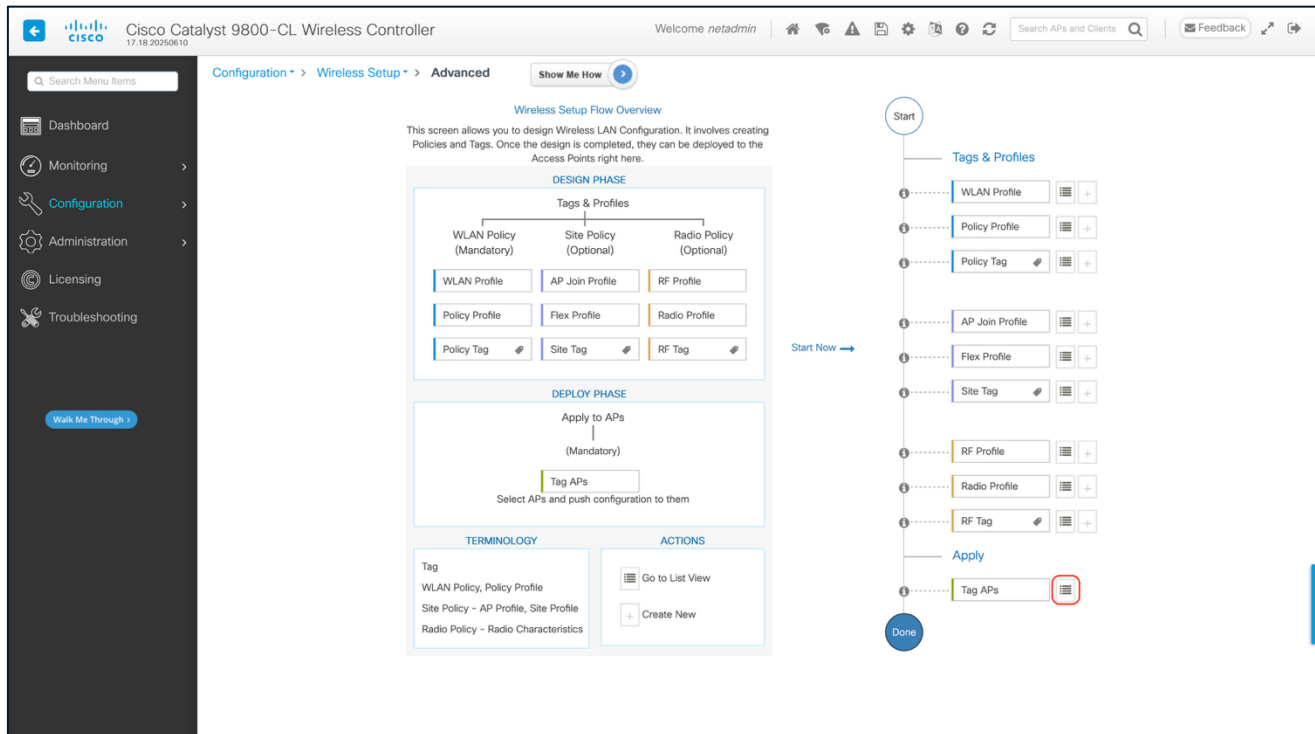 CISCO
Cisco Catalyst 9800-CL Wireless Controller
17.18.20250610
Welcome netadmin
Search APs and Clients
Feedback
Search Menu Items
Dashboard
Monitoring
Configuration
Administration
Licensing
Troubleshooting
Walk Me Through >
Configuration > Wireless Setup > Advanced
Show Me How
Wireless Setup Flow Overview
This screen allows you to design Wireless LAN Configuration. It involves creating
Policies and Tags. Once the design is completed, they can be deployed to the
Access Points right here.
DESIGN PHASE
Tags & Profiles
WLAN Policy
(Mandatory)
Site Policy
(Optional)
Radio Policy
(Optional)
WLAN Profile
AP Join Profile
RF Profile
Policy Profile
Flex Profile
Radio Profile
Policy Tag
Site Tag
RF Tag
DEPLOY PHASE
Apply to APs
(Mandatory)
Tag APs
Select APs and push configuration to them
TERMINOLOGY
Tag
WLAN Policy, Policy Profile
Site Policy - AP Profile, Site Profile
Radio Policy - Radio Characteristics
ACTIONS
Go to List View
Create New
Start Now
Start
Tags & Profiles
WLAN Profile
Policy Profile
Policy Tag
AP Join Profile
Flex Profile
Site Tag
RF Profile
Radio Profile
RF Tag
Apply
Tag APs
Done